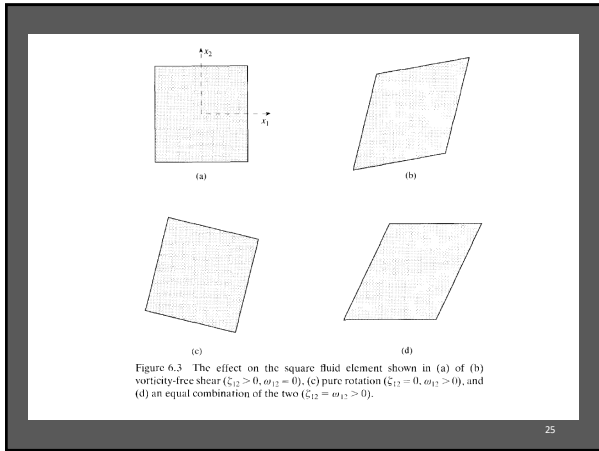 x2
x1
(a)
(b)
(c)
(d)
Figure 6.3 The effect on the square fluid element shown in (a) of (b)
vorticity-free shear (ζ12 > 0, ω12 = 0), (c) pure rotation (ζ12 = 0, ω12 > 0), and
(d) an equal combination of the two (ζ12 = ω12 > 0).
25